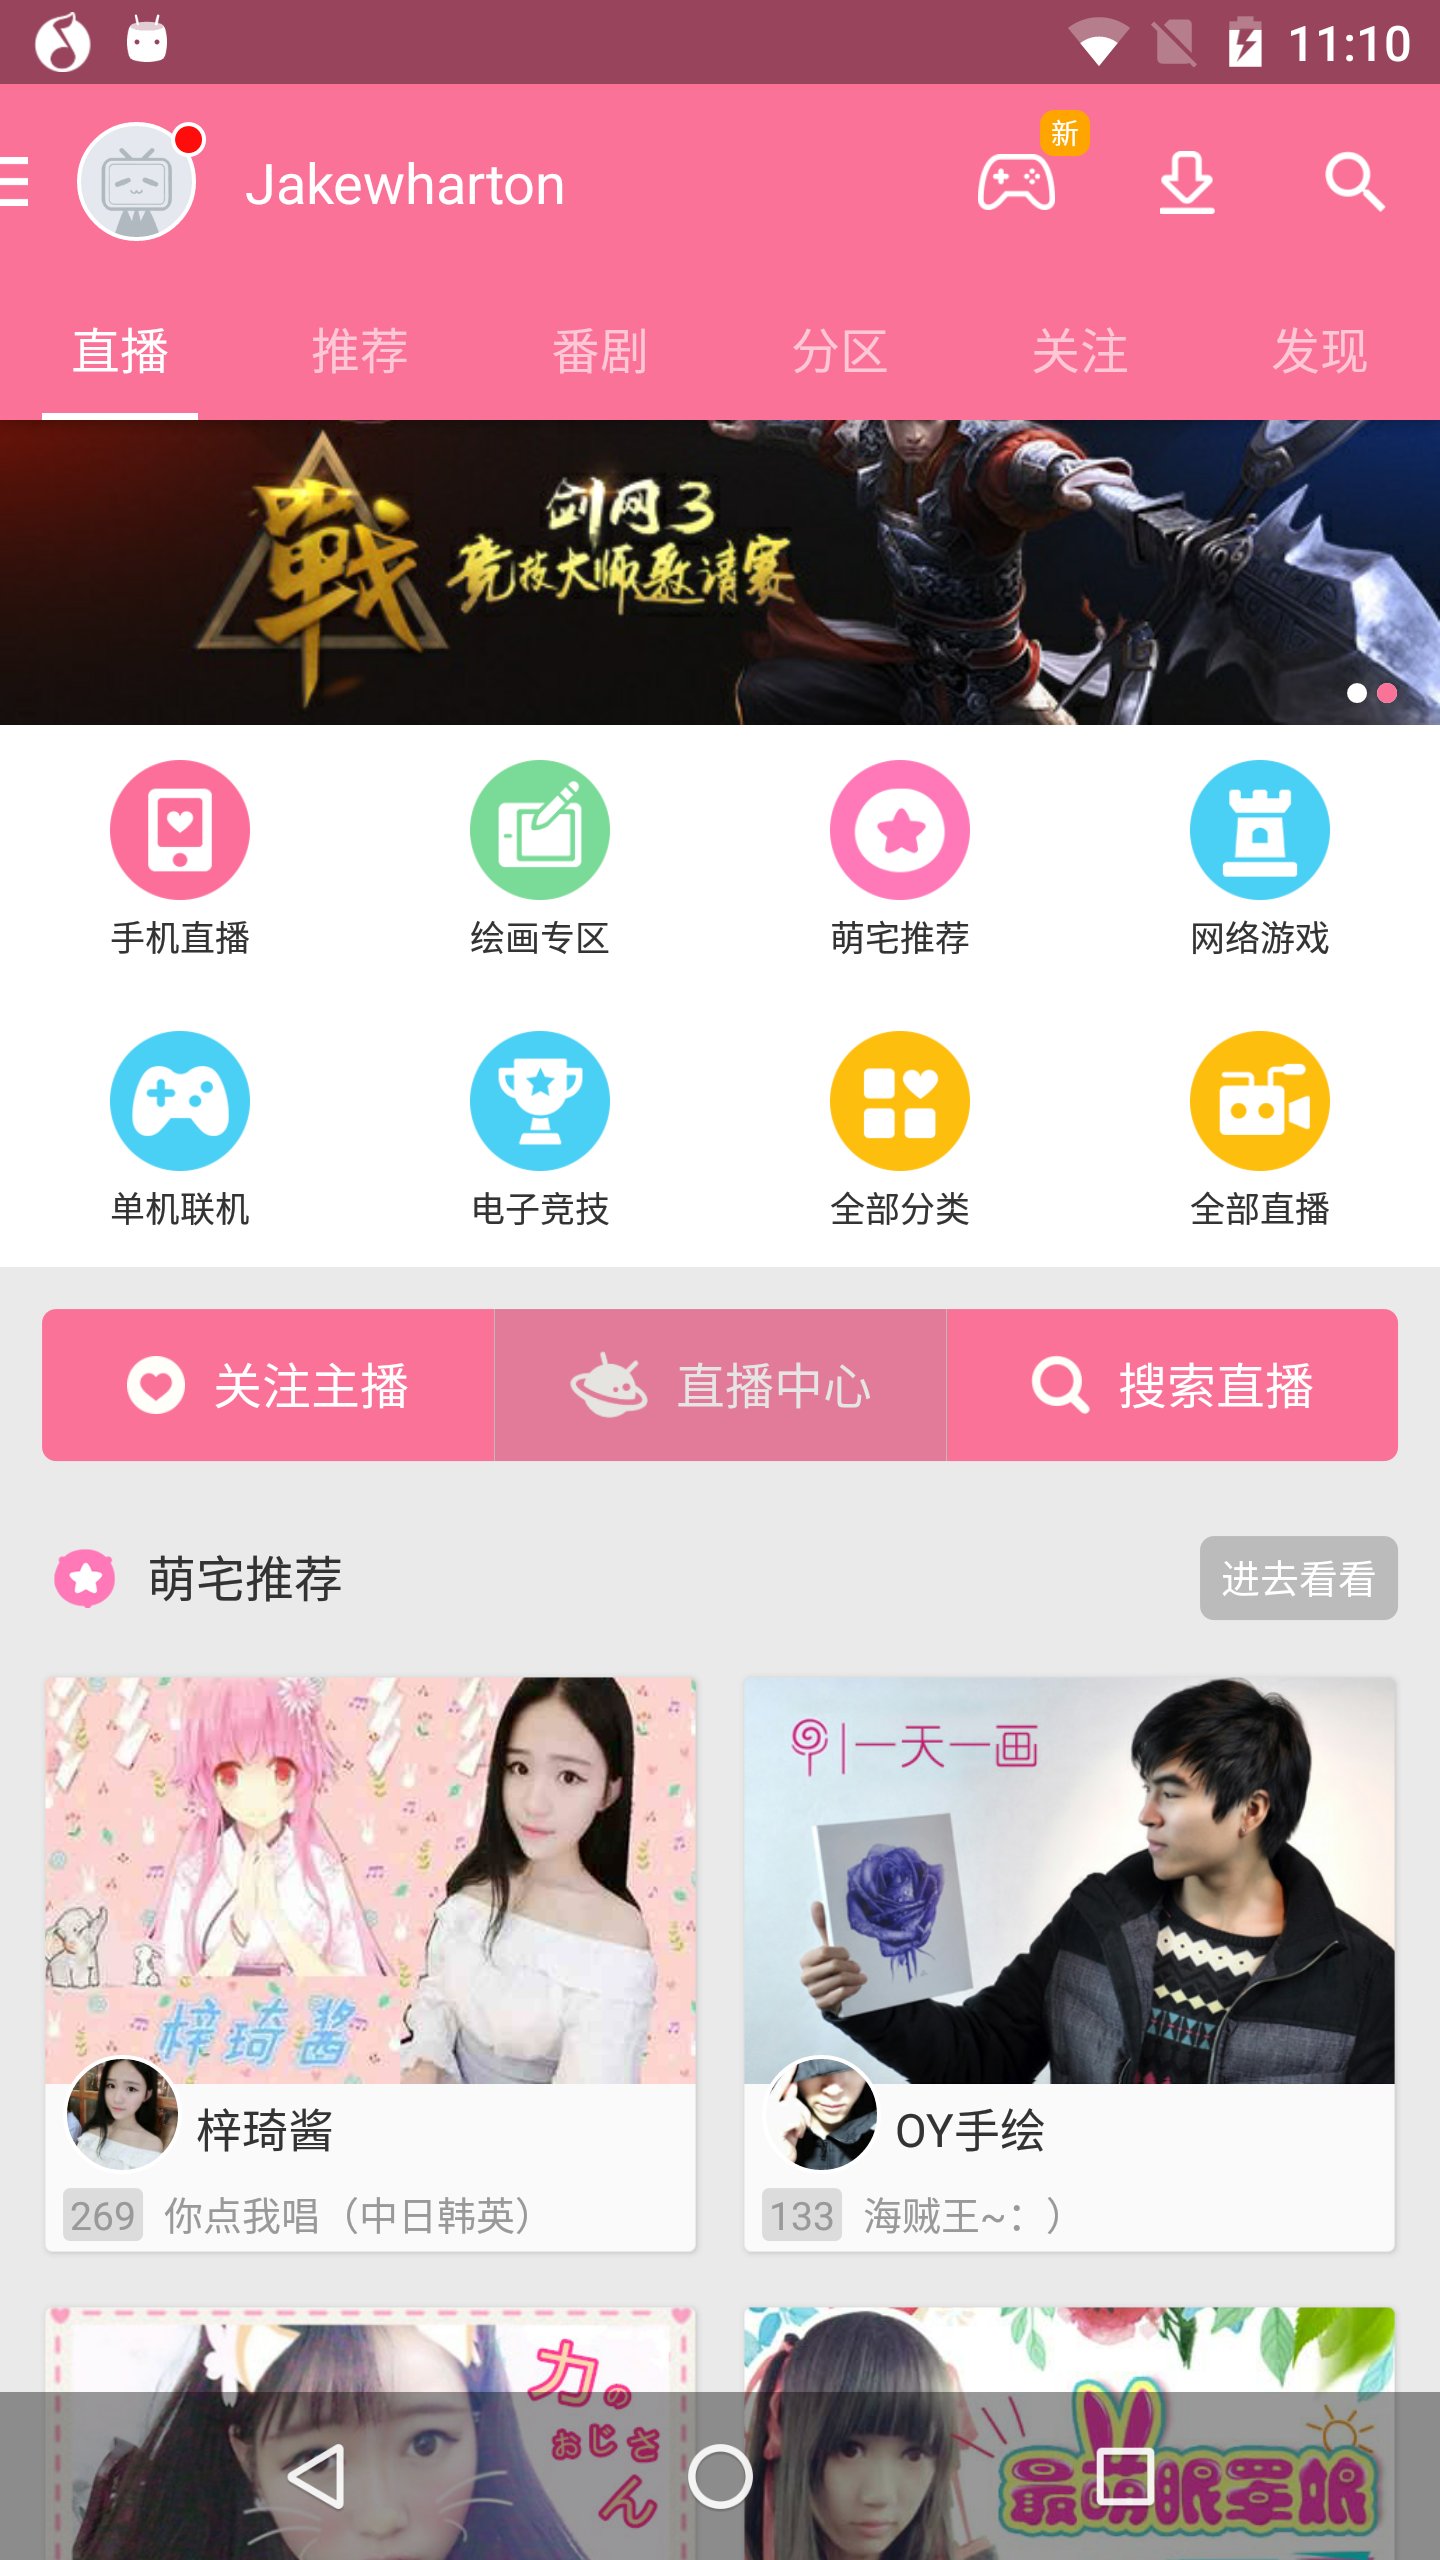 11:10
新
Jakewharton
直播 推荐 番剧 分区 关注 发现
戰
剑网3
竞技大师邀请赛
手机直播 绘画专区 萌宅推荐 网络游戏
单机联机 电子竞技 全部分类 全部直播
关注主播 直播中心 搜索直播
萌宅推荐 进去看看
一天一画
梓琦酱
梓琦酱
269 你点我唱（中日韩英）
OY手绘
133 海贼王~：）
力の
おじさ
ん
最萌眼罩娘